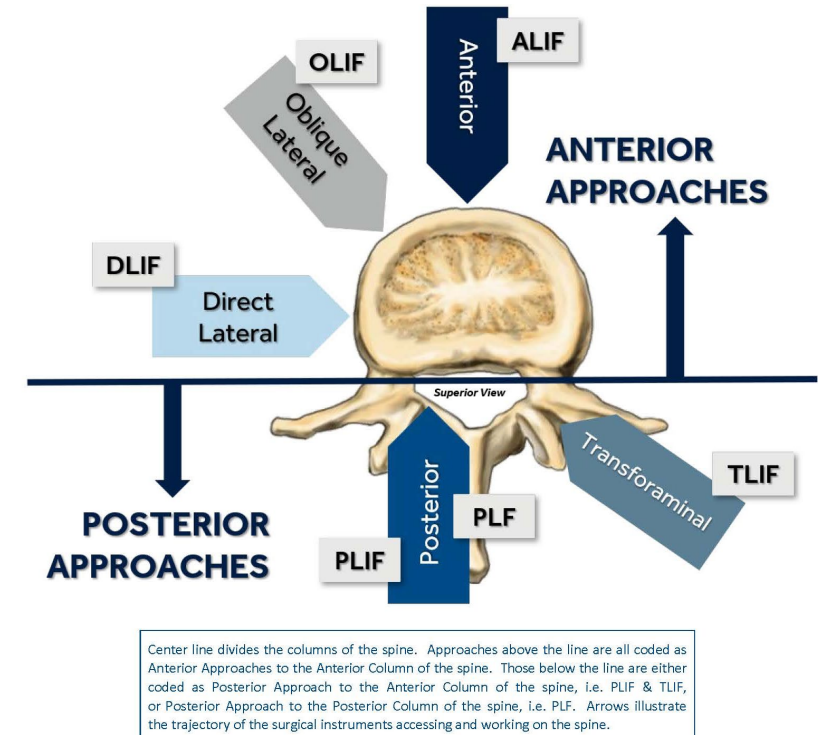 OLIF
Oblique
Lateral
Anterior
ALIF
ANTERIOR
APPROACHES
DLIF
Direct
Lateral
Superior View
Transforaminal
TLIF
Posterior
PLF
PLIF
POSTERIOR
APPROACHES
Center line divides the columns of the spine. Approaches above the line are all coded as
Anterior Approaches to the Anterior Column of the spine. Those below the line are either
coded as Posterior Approach to the Anterior Column of the spine, i.e. PLIF & TLIF,
or Posterior Approach to the Posterior Column of the spine, i.e. PLF. Arrows illustrate
the trajectory of the surgical instruments accessing and working on the spine.